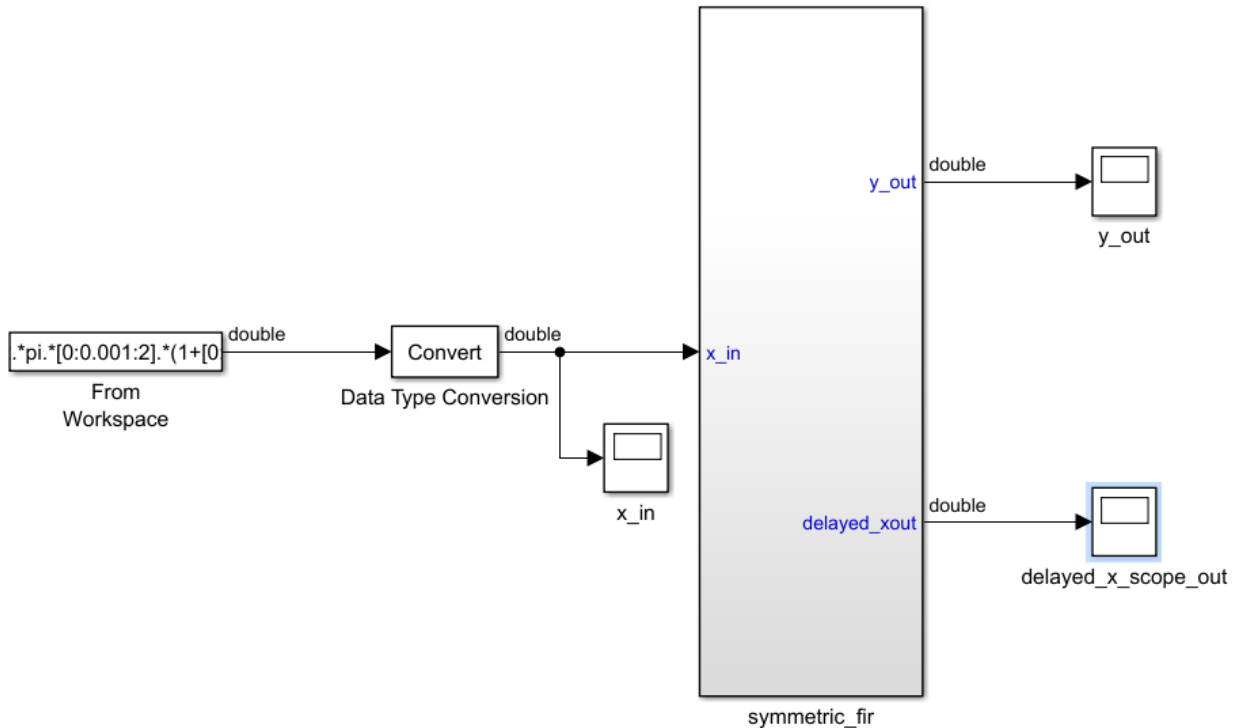 double
y_out
y_out
double
double
.*pi.*[0:0.001:2].*(1+[0
Convert
x_in
From
Workspace
Data Type Conversion
x_in
double
delayed_xout
delayed_x_scope_out
symmetric_fir